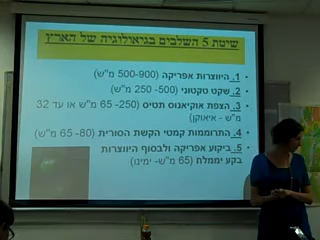 שיטת 5 השלבים בגיאולוגיה של הארץ
1. היווצרות אפריקה (500-900 מ"ש)
2. שקט טקטוני (500- 250 מ"ש)
3. הצפת אוקיאנוס תטיס (250- 65 מ"ש או עד 32
מ"ש - איאוקן)
4. התרוממות קמטי הקשת הסורית (80- 65 מ"ש)
5. ביקוע אפריקה ולבסוף היווצרות
בקע ים המלח (65 מ"ש- ימינו)